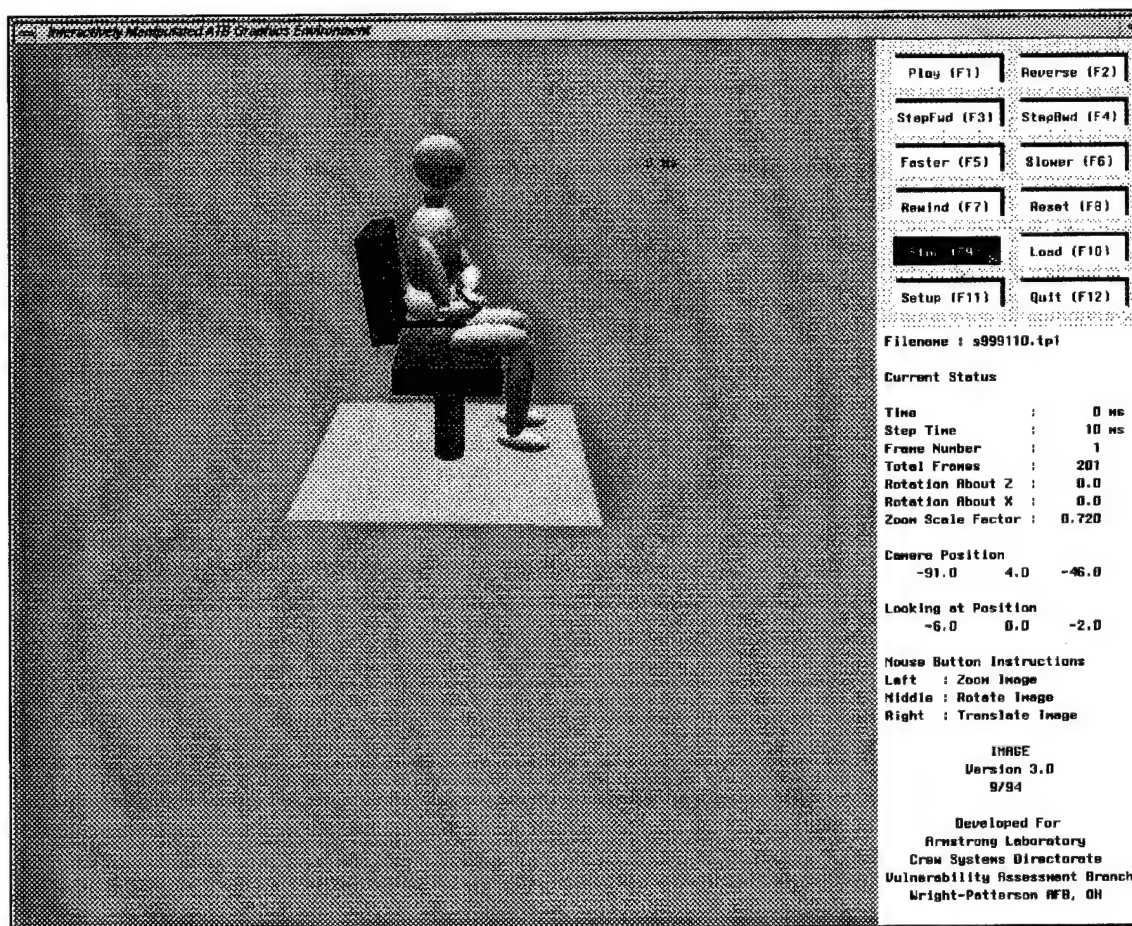 Interactively Manipulated ATB Graphics Environment
0 Ms
Play (F1) Reverse (F2)
StepFwd (F3) StepBwd (F4)
Faster (F5) Slower (F6)
Rewind (F7) Reset (F8)
Load (F10)
Setup (F11) Quit (F12)
Filename : s999110.tp1
Current Status
Time : 0 Ms
Step Time : 10 Ms
Frame Number : 1
Total Frames : 201
Rotation About Z : 0.0
Rotation About X : 0.0
Zoom Scale Factor : 0.720
Camera Position
-91.0 4.0 -46.0
Looking at Position
-6.0 0.0 -2.0
Mouse Button Instructions
Left : Zoom Image
Middle : Rotate Image
Right : Translate Image
IMAGE
Version 3.0
9/94
Developed For
Armstrong Laboratory
Crew Systems Directorate
Vulnerability Assessment Branch
Wright-Patterson AFB, OH